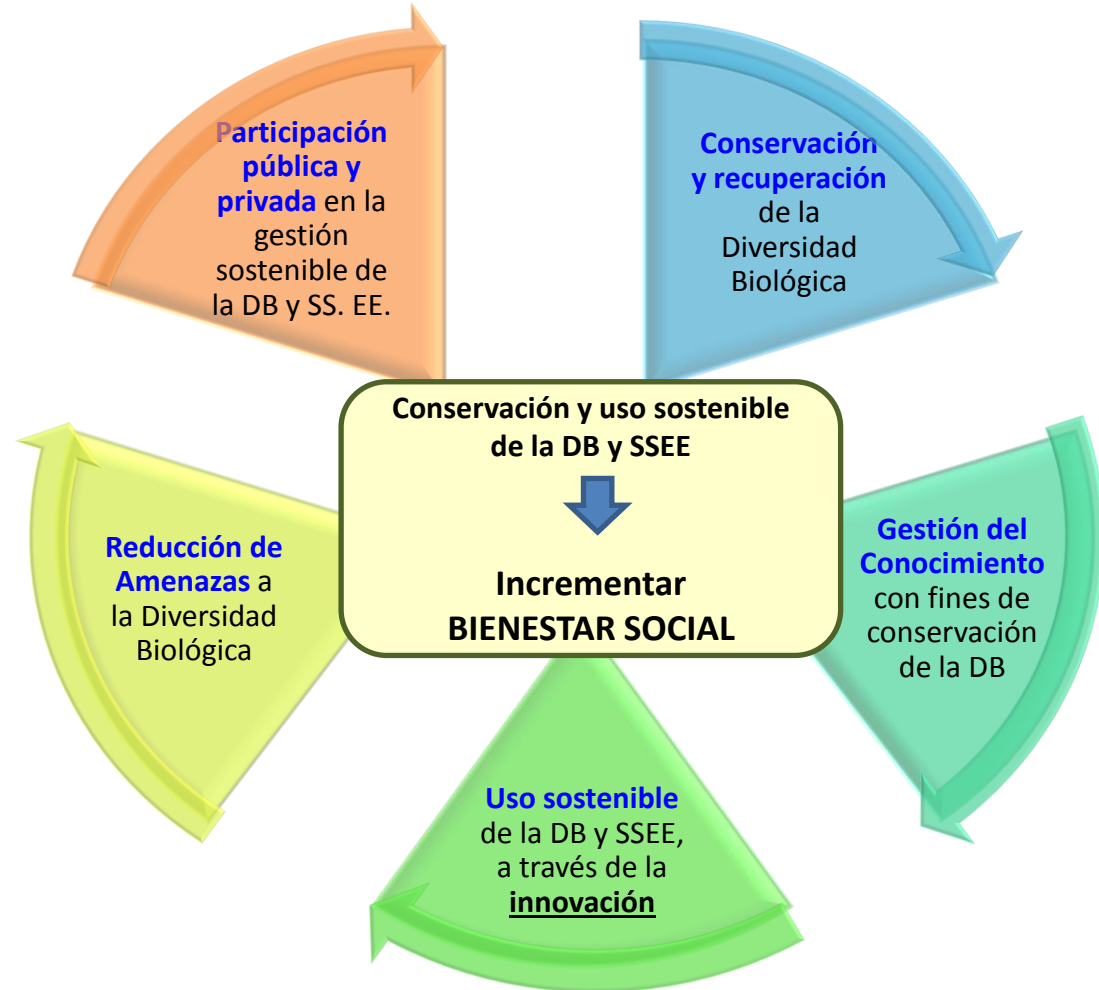 Participación
pública y
privada en la
gestión
sostenible de
la DB y SS. EE.
Conservación
y recuperación
de la
Diversidad
Biológica
Conservación y uso sostenible
de la DB y SSEE
Incrementar
BIENESTAR SOCIAL
Reducción de
Amenazas a
la Diversidad
Biológica
Gestión del
Conocimiento
con fines de
conservación
de la DB
Uso sostenible
de la DB y SSEE,
a través de la
innovación